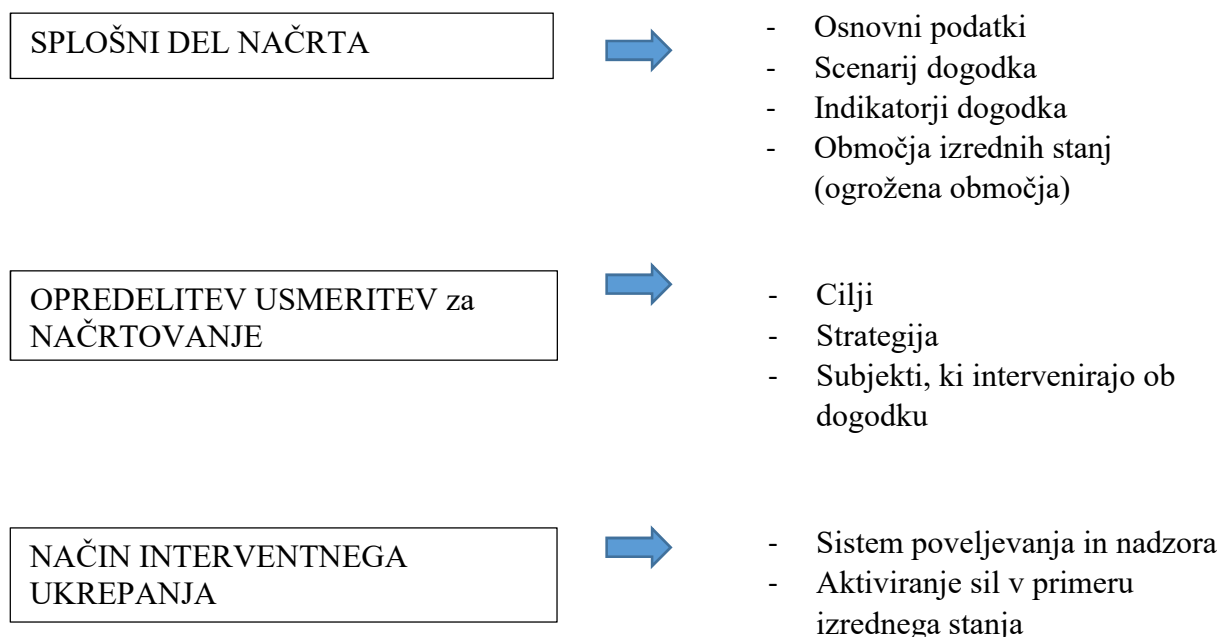 SPLOŠNI DEL NAČRTA
- Osnovni podatki
- Scenarij dogodka
- Indikatorji dogodka
- Območja izrednih stanj
(ogrožena območja)
OPREDELITEV USMERITEV za
NAČRTOVANJE
- Cilji
- Strategija
- Subjekti, ki intervenirajo ob
dogodku
NAČIN INTERVENTNEGA
UKREPANJA
- Sistem poveljevanja in nadzora
- Aktiviranje sil v primeru
izrednega stanja